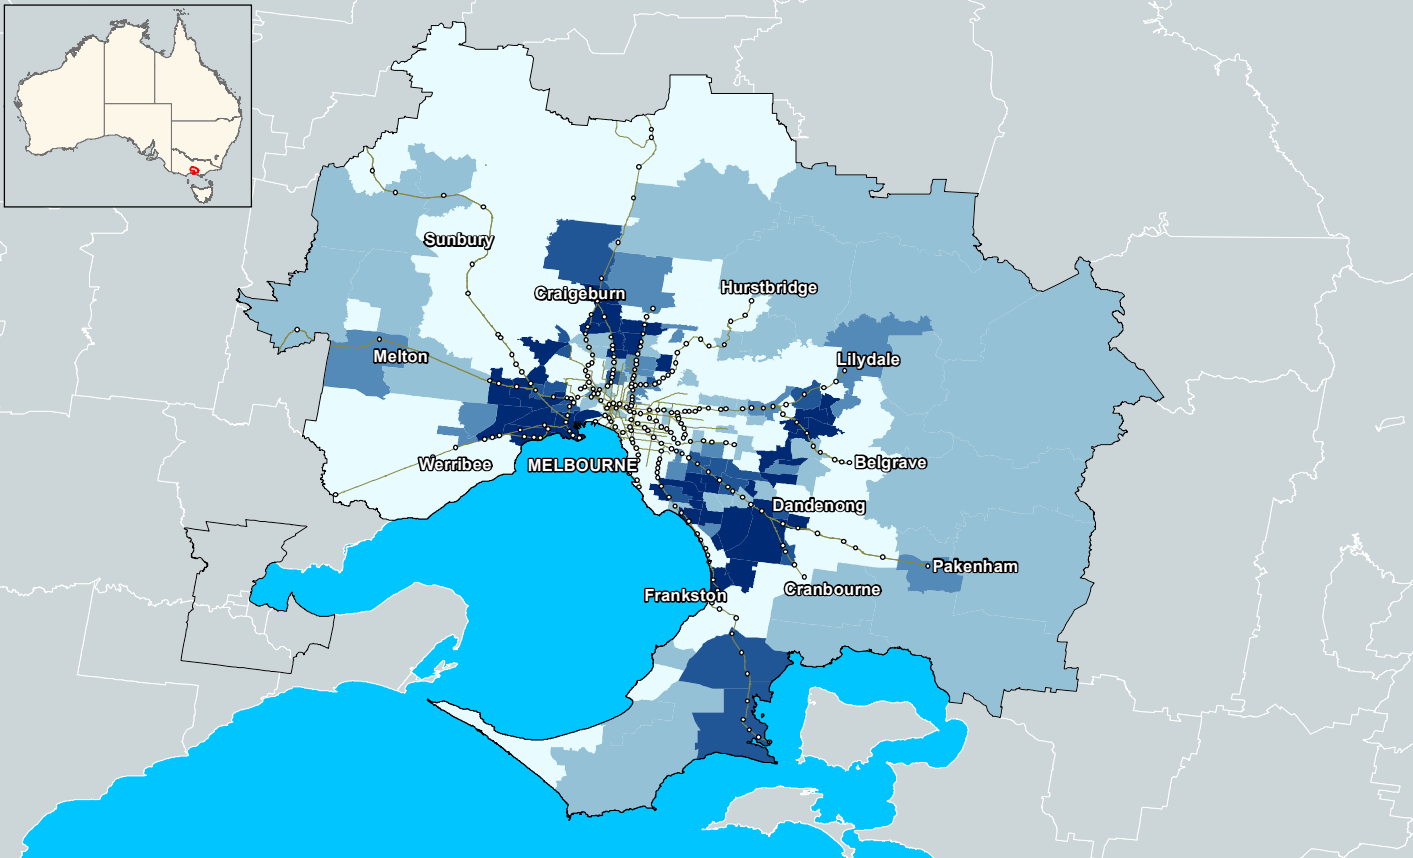 Sunbury
Hurstbridge
Craigeburn
Melton
Lilydale
Werribee
MELBOURNE
Belgrave
Dandenong
Pakenham
Cranbourne
Frankston